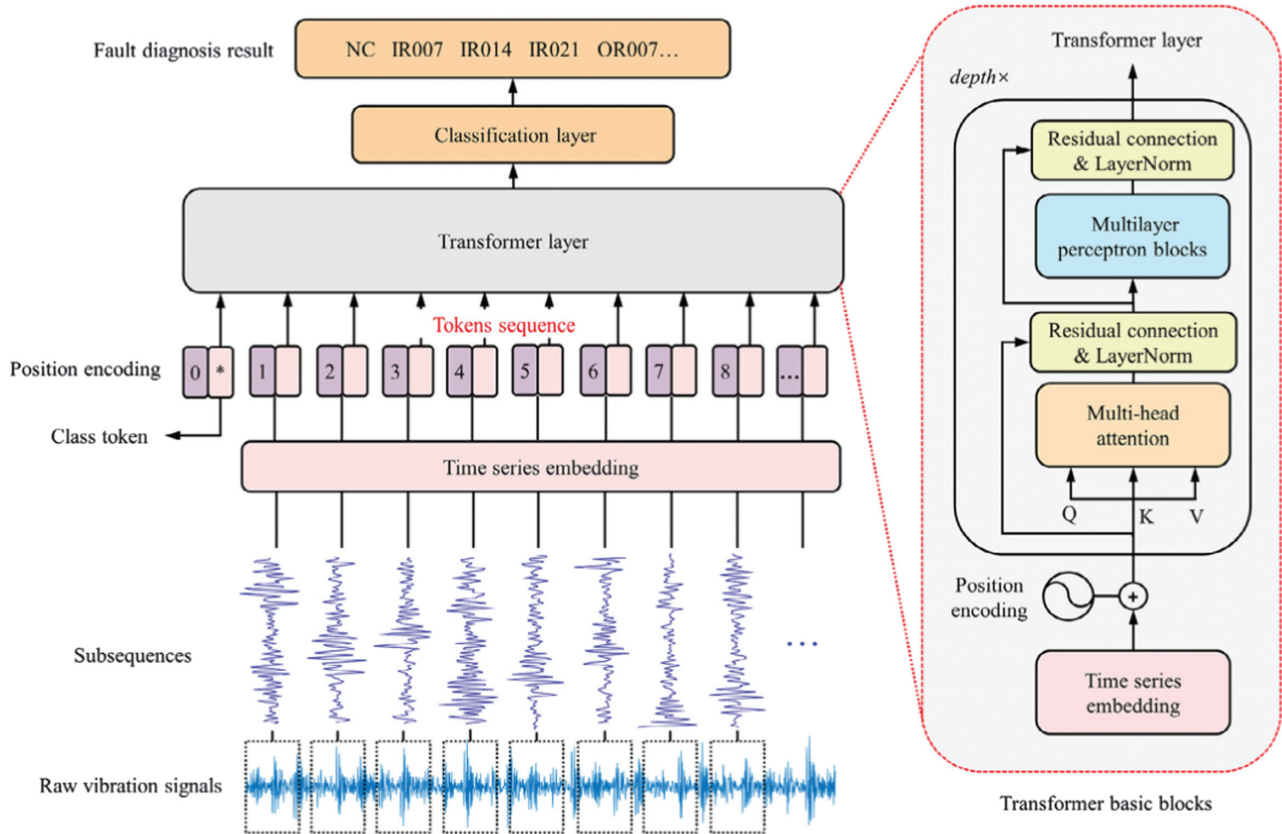 Fault diagnosis result
NC IR007 IR014 IR021 OR007...
Classification layer
Transformer layer
Tokens sequence
Position encoding
0 * 1 2 3 4 5 6 7 8 ...
Class token
Time series embedding
Subsequences
...
Raw vibration signals
Transformer layer
depth×
Residual connection
& LayerNorm
Multilayer
perceptron blocks
Residual connection
& LayerNorm
Multi-head
attention
Q K V
Position
encoding
+
Time series
embedding
Transformer basic blocks